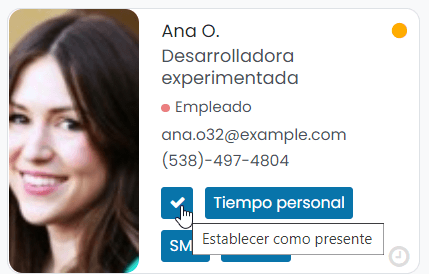 Ana O.
Desarrolladora
experimentada
Empleado
ana.o32@example.com
(538)-497-4804
Tiempo personal
Establecer como presente
SM